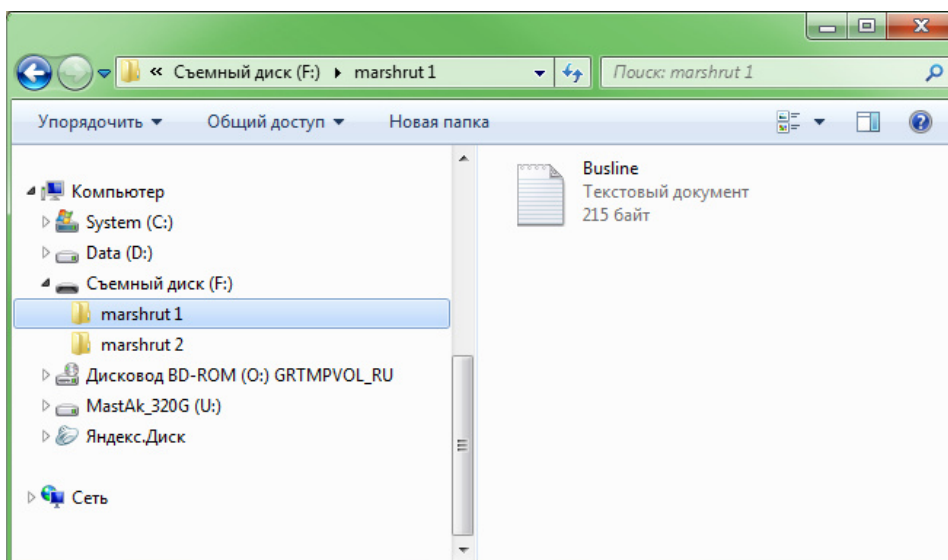 « Съемный диск (F:) ▸ marshrut 1
Поиск: marshrut 1
Упорядочить Общий доступ Новая папка
Компьютер
System (C:)
Data (D:)
Съемный диск (F:)
marshrut 1
marshrut 2
Дисковод BD-ROM (O:) GRTMPVOL_RU
MastAk_320G (U:)
Яндекс.Диск
Сеть
Busline
Текстовый документ
215 байт